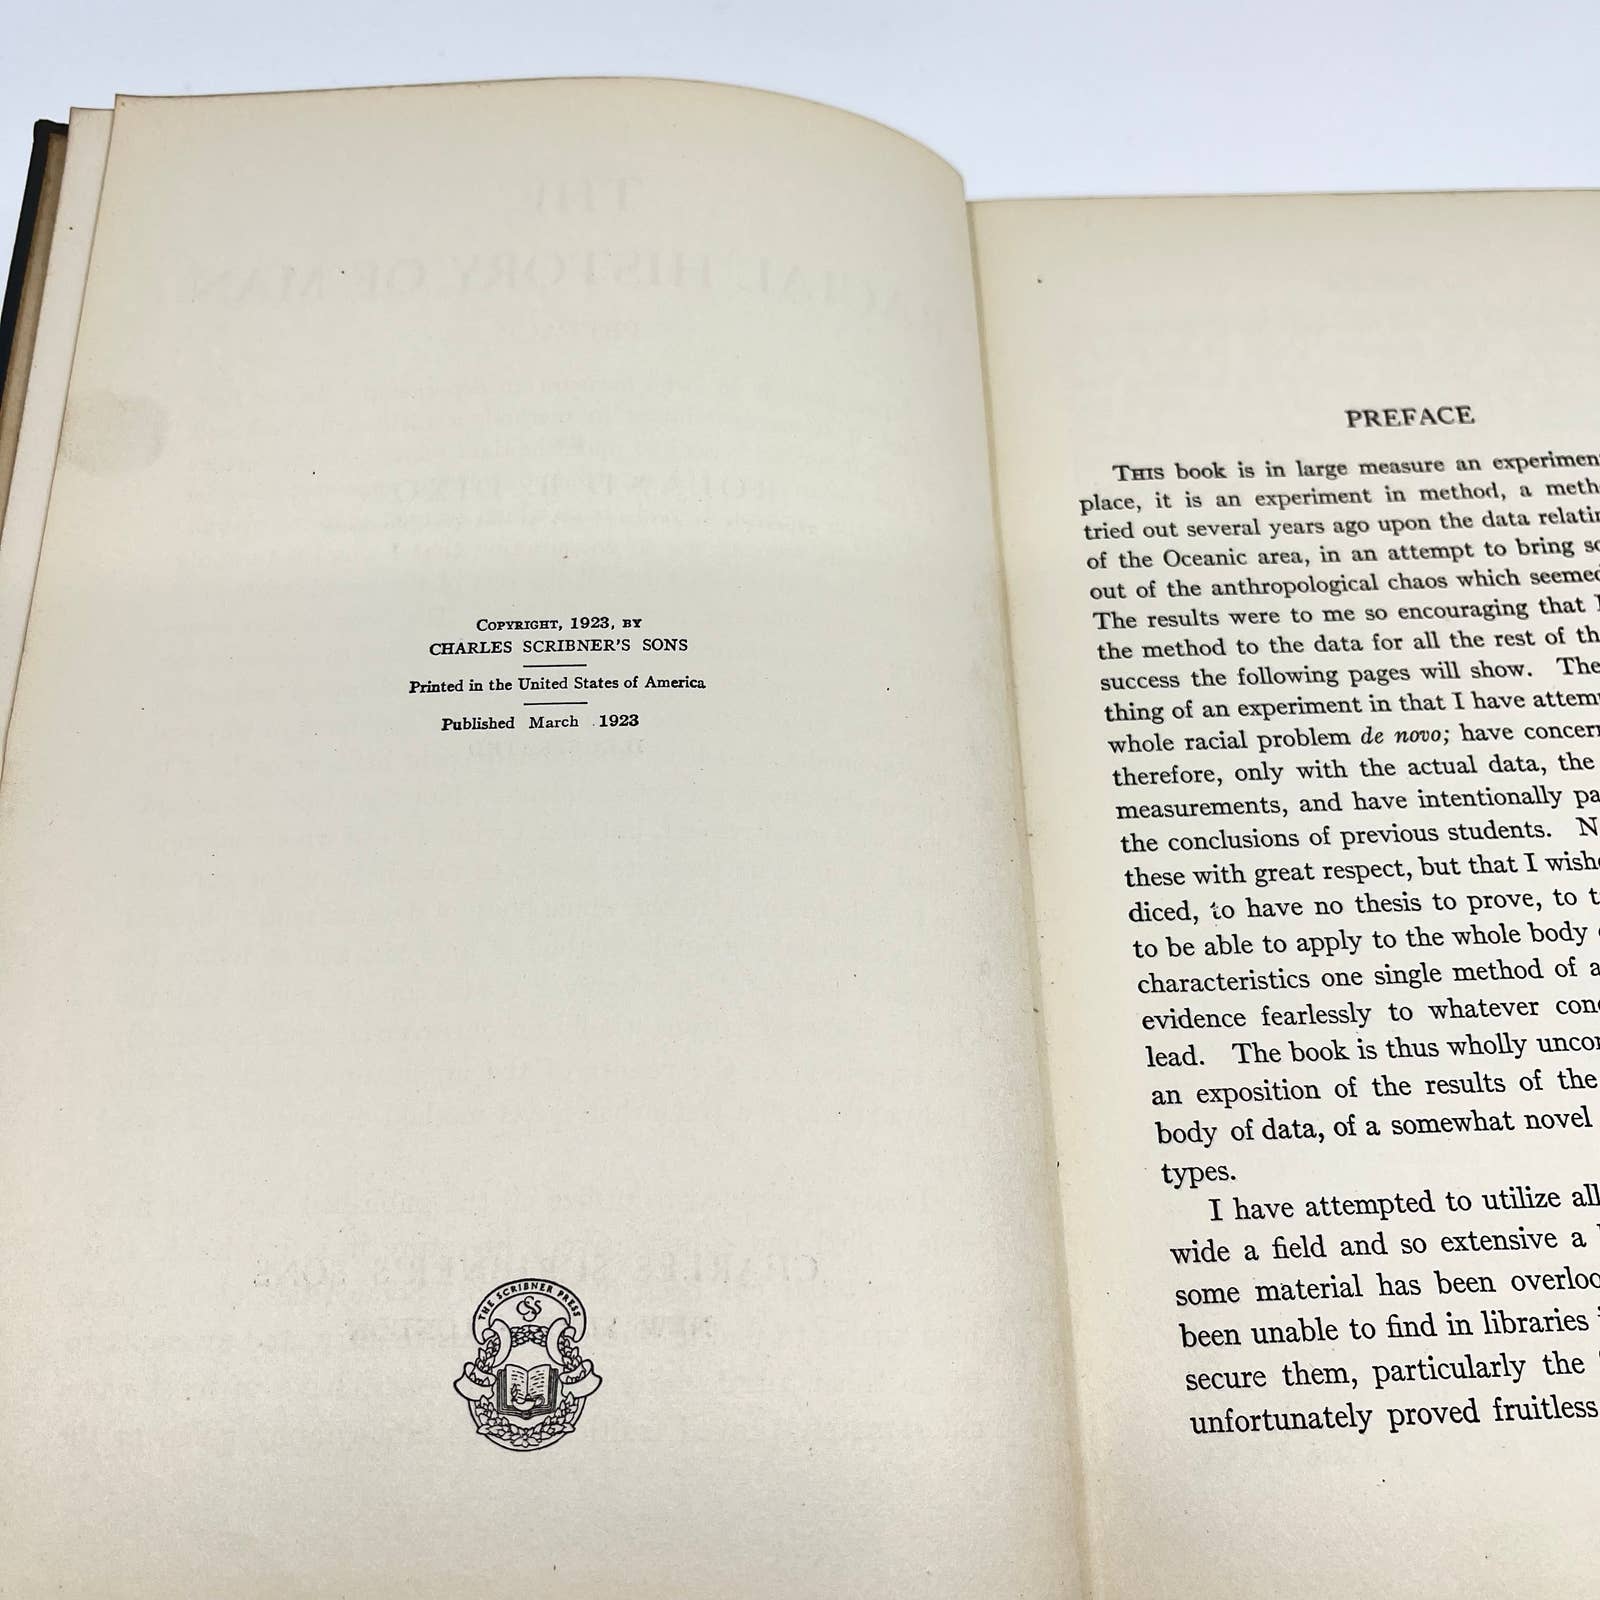 COPYRIGHT, 1923, BY
CHARLES SCRIBNER'S SONS
Printed in the United States of America
Published March 1923
THE SCRIBNER PRESS
CSS
PREFACE
THIS book is in large measure an experimen
place, it is an experiment in method, a meth
tried out several years ago upon the data relati
of the Oceanic area, in an attempt to bring so
out of the anthropological chaos which seemed
The results were to me so encouraging that I
the method to the data for all the rest of th
success the following pages will show. The
thing of an experiment in that I have attem
whole racial problem de novo; have concer
therefore, only with the actual data, the
measurements, and have intentionally pa
the conclusions of previous students. N
these with great respect, but that I wish
diced, to have no thesis to prove, to t
to be able to apply to the whole body
characteristics one single method of a
evidence fearlessly to whatever con
lead. The book is thus wholly uncon
an exposition of the results of the
body of data, of a somewhat novel
types.
I have attempted to utilize all
wide a field and so extensive a
some material has been overloo
been unable to find in libraries
secure them, particularly the
unfortunately proved fruitless